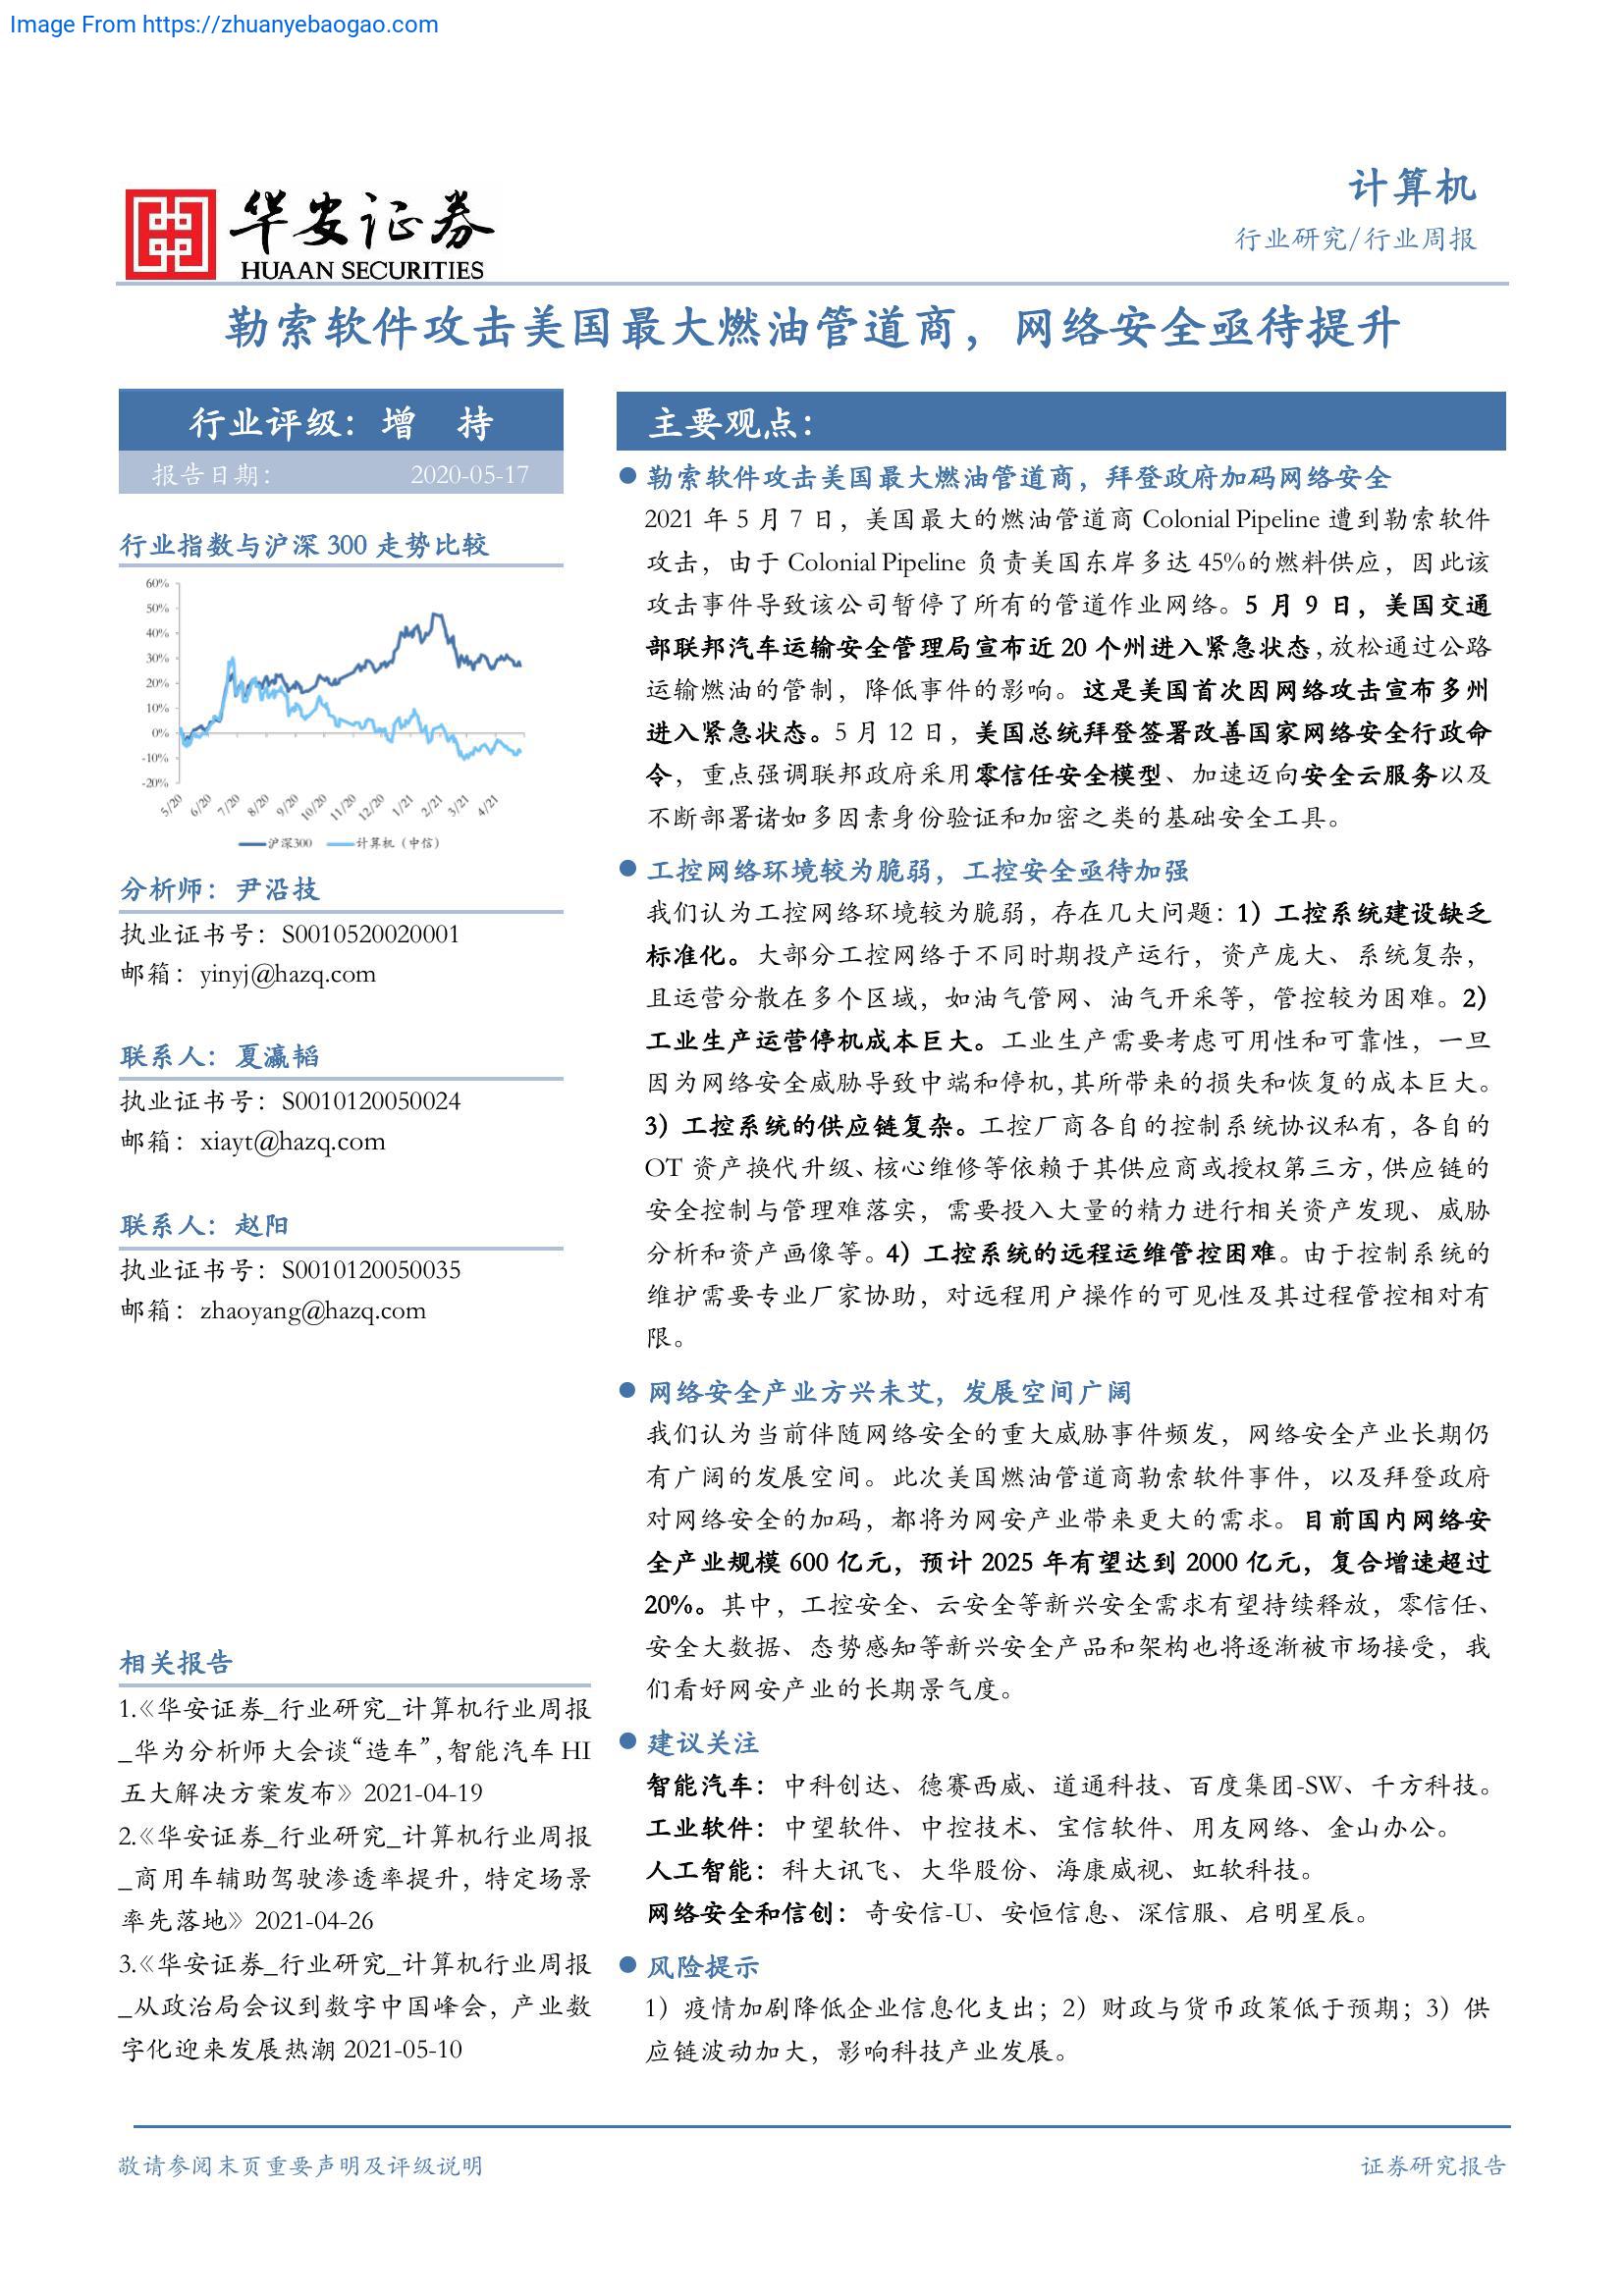 Image From https://zhuanyebaogao.com
华安证券
HUAAN SECURITIES
计算机
行业研究/行业周报
勒索软件攻击美国最大燃油管道商，网络安全亟待提升
行业评级：增 持
报告日期： 2020-05-17
行业指数与沪深 300 走势比较
60%
50%
40%
30%
20%
10%
0%
-10%
-20%
5/20 6/20 7/20 8/20 9/20 10/20 11/20 12/20 1/21 2/21 3/21 4/21
沪深300 计算机（中信）
分析师：尹沿技
执业证书号：S0010520020001
邮箱：yinyj@hazq.com
联系人：夏瀛韬
执业证书号：S0010120050024
邮箱：xiayt@hazq.com
联系人：赵阳
执业证书号：S0010120050035
邮箱：zhaoyang@hazq.com
相关报告
1.《华安证券_行业研究_计算机行业周报
_华为分析师大会谈“造车”,智能汽车 HI
五大解决方案发布》2021-04-19
2.《华安证券_行业研究_计算机行业周报
_商用车辅助驾驶渗透率提升，特定场景
率先落地》2021-04-26
3.《华安证券_行业研究_计算机行业周报
_从政治局会议到数字中国峰会，产业数
字化迎来发展热潮 2021-05-10
主要观点：
● 勒索软件攻击美国最大燃油管道商，拜登政府加码网络安全
2021 年 5 月 7 日，美国最大的燃油管道商 Colonial Pipeline 遭到勒索软件
攻击，由于 Colonial Pipeline 负责美国东岸多达 45%的燃料供应，因此该
攻击事件导致该公司暂停了所有的管道作业网络。5 月 9 日，美国交通
部联邦汽车运输安全管理局宣布近 20 个州进入紧急状态,放松通过公路
运输燃油的管制，降低事件的影响。这是美国首次因网络攻击宣布多州
进入紧急状态。5 月 12 日，美国总统拜登签署改善国家网络安全行政命
令，重点强调联邦政府采用零信任安全模型、加速迈向安全云服务以及
不断部署诸如多因素身份验证和加密之类的基础安全工具。
● 工控网络环境较为脆弱，工控安全亟待加强
我们认为工控网络环境较为脆弱，存在几大问题：1）工控系统建设缺乏
标准化。大部分工控网络于不同时期投产运行，资产庞大、系统复杂，
且运营分散在多个区域，如油气管网、油气开采等，管控较为困难。2）
工业生产运营停机成本巨大。工业生产需要考虑可用性和可靠性，一旦
因为网络安全威胁导致中端和停机,其所带来的损失和恢复的成本巨大。
3）工控系统的供应链复杂。工控厂商各自的控制系统协议私有，各自的
OT 资产换代升级、核心维修等依赖于其供应商或授权第三方,供应链的
安全控制与管理难落实，需要投入大量的精力进行相关资产发现、威胁
分析和资产画像等。4）工控系统的远程运维管控困难。由于控制系统的
维护需要专业厂家协助，对远程用户操作的可见性及其过程管控相对有
限。
● 网络安全产业方兴未艾，发展空间广阔
我们认为当前伴随网络安全的重大威胁事件频发，网络安全产业长期仍
有广阔的发展空间。此次美国燃油管道商勒索软件事件，以及拜登政府
对网络安全的加码，都将为网安产业带来更大的需求。目前国内网络安
全产业规模 600 亿元，预计 2025 年有望达到 2000 亿元，复合增速超过
20%。其中，工控安全、云安全等新兴安全需求有望持续释放，零信任、
安全大数据、态势感知等新兴安全产品和架构也将逐渐被市场接受，我
们看好网安产业的长期景气度。
● 建议关注
智能汽车：中科创达、德赛西威、道通科技、百度集团-SW、千方科技。
工业软件：中望软件、中控技术、宝信软件、用友网络、金山办公。
人工智能：科大讯飞、大华股份、海康威视、虹软科技。
网络安全和信创：奇安信-U、安恒信息、深信服、启明星辰。
● 风险提示
1）疫情加剧降低企业信息化支出；2）财政与货币政策低于预期；3）供
应链波动加大，影响科技产业发展。
敬请参阅末页重要声明及评级说明
证券研究报告